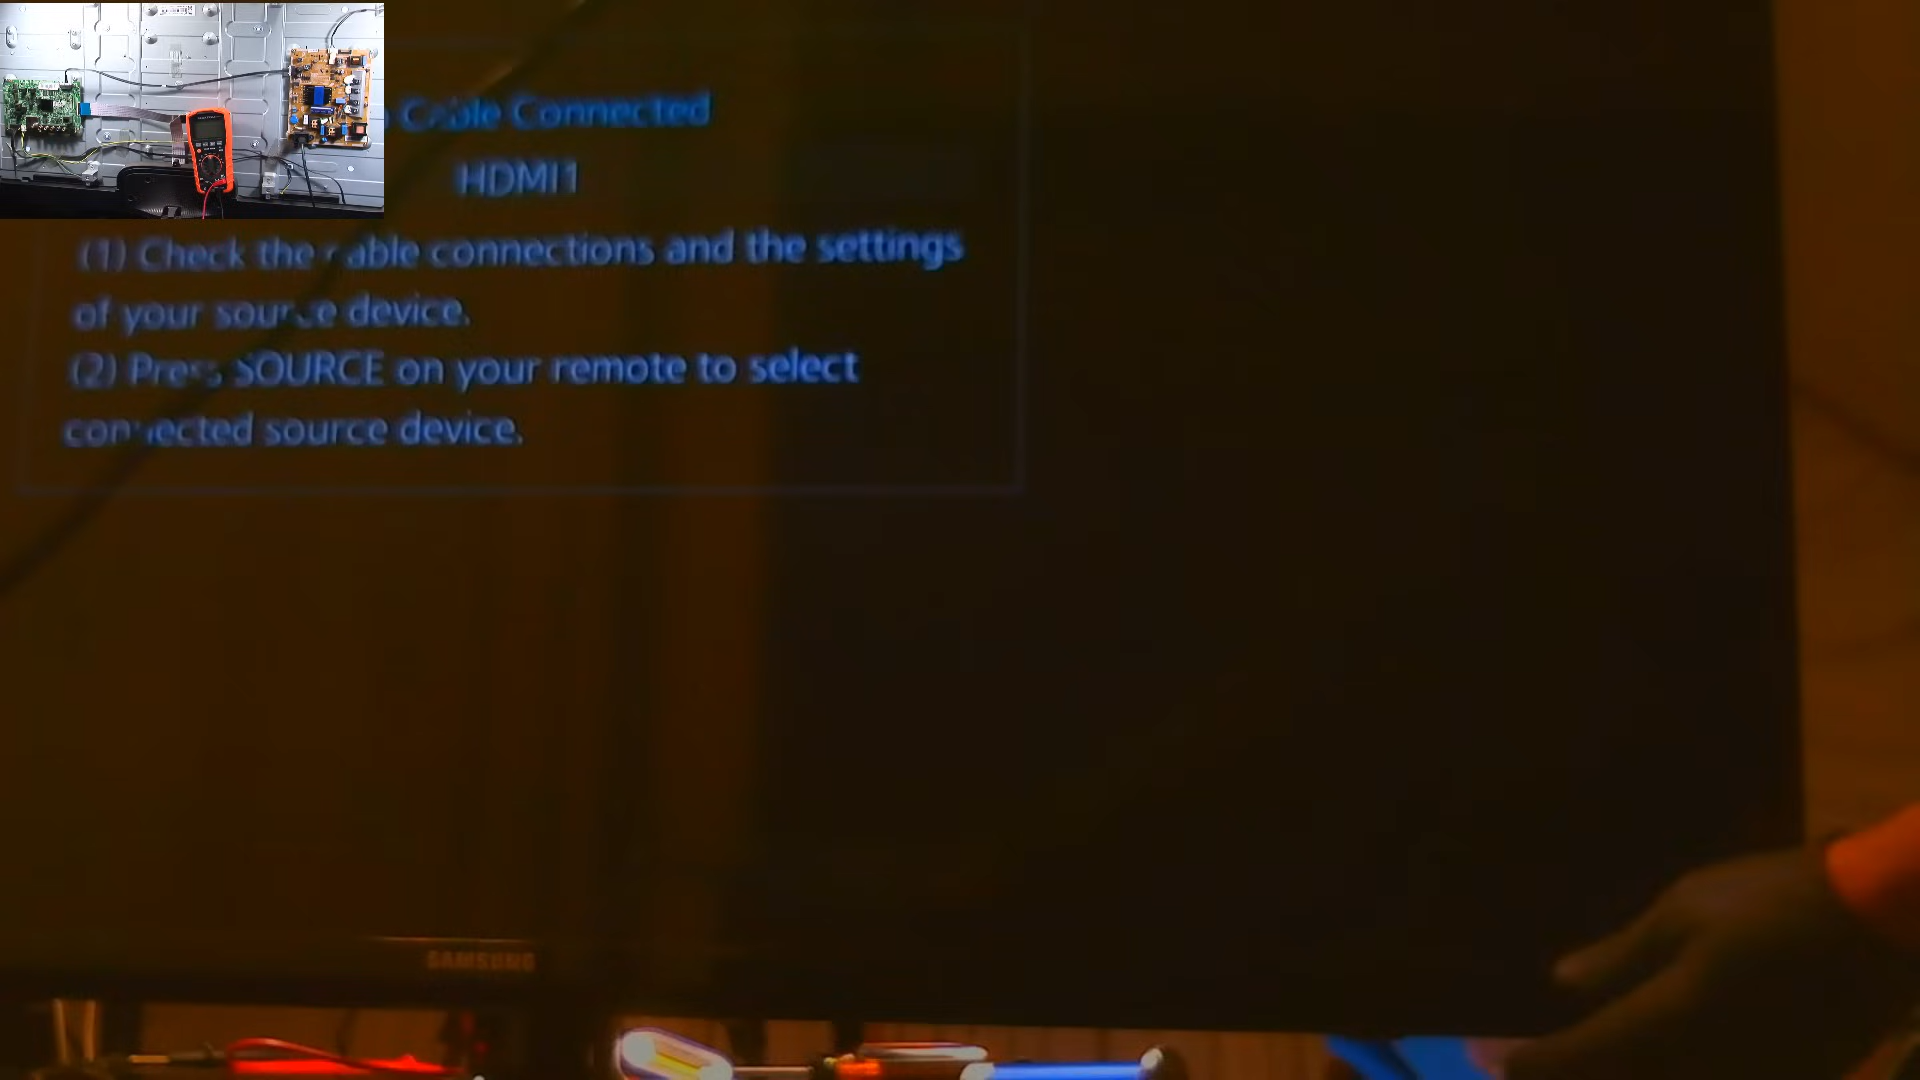 Cable Connected
HDMI1
(1) Check the cable connections and the settings
of your source device.
(2) Press SOURCE on your remote to select
connected source device.
SAMSUNG